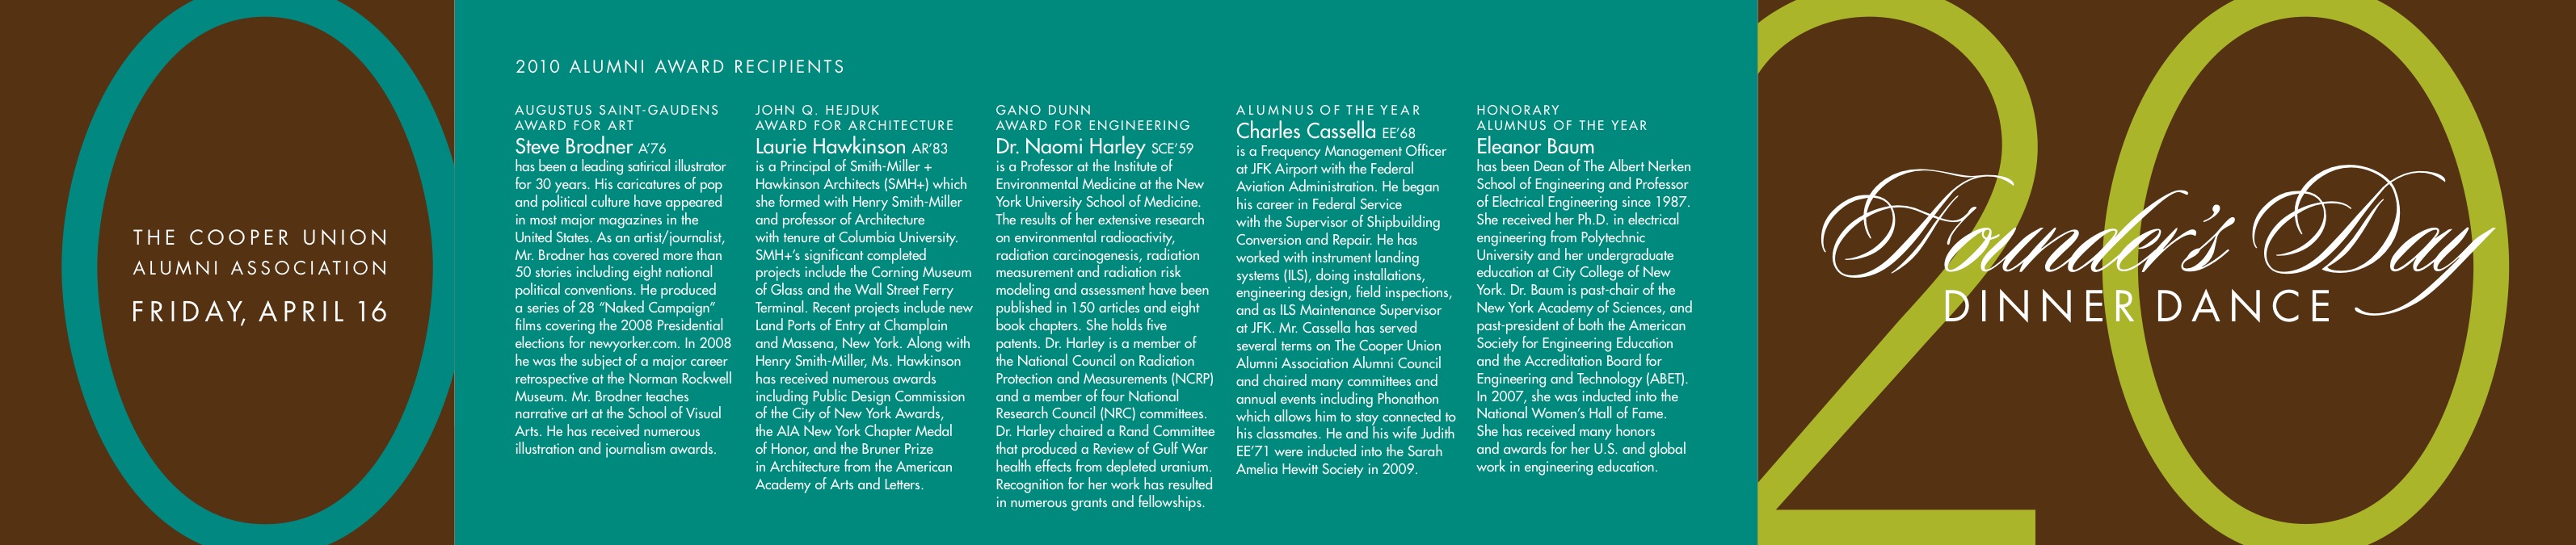 THE COOPER UNION
ALUMNI ASSOCIATION
FRIDAY, APRIL 16
2010 ALUMNI AWARD RECIPIENTS
AUGUSTUS SAINT-GAUDENS
AWARD FOR ART
Steve Brodner A'76
has been a leading satirical illustrator
for 30 years. His caricatures of pop
and political culture have appeared
in most major magazines in the
United States. As an artist/journalist,
Mr. Brodner has covered more than
50 stories including eight national
political conventions. He produced
a series of 28 “Naked Campaign”
films covering the 2008 Presidential
elections for newyorker.com. In 2008
he was the subject of a major career
retrospective at the Norman Rockwell
Museum. Mr. Brodner teaches
narrative art at the School of Visual
Arts. He has received numerous
illustration and journalism awards.
JOHN Q. HEJDUK
AWARD FOR ARCHITECTURE
Laurie Hawkinson AR'83
is a Principal of Smith-Miller +
Hawkinson Architects (SMH+) which
she formed with Henry Smith-Miller
and professor of Architecture
with tenure at Columbia University.
SMH+'s significant completed
projects include the Corning Museum
of Glass and the Wall Street Ferry
Terminal. Recent projects include new
Land Ports of Entry at Champlain
and Massena, New York. Along with
Henry Smith-Miller, Ms. Hawkinson
has received numerous awards
including Public Design Commission
of the City of New York Awards,
the AIA New York Chapter Medal
of Honor, and the Bruner Prize
in Architecture from the American
Academy of Arts and Letters.
GANO DUNN
AWARD FOR ENGINEERING
Dr. Naomi Harley SCE'59
is a Professor at the Institute of
Environmental Medicine at the New
York University School of Medicine.
The results of her extensive research
on environmental radioactivity,
radiation carcinogenesis, radiation
measurement and radiation risk
modeling and assessment have been
published in 150 articles and eight
book chapters. She holds five
patents. Dr. Harley is a member of
the National Council on Radiation
Protection and Measurements (NCRP)
and a member of four National
Research Council (NRC) committees.
Dr. Harley chaired a Rand Committee
that produced a Review of Gulf War
health effects from depleted uranium.
Recognition for her work has resulted
in numerous grants and fellowships.
ALUMNUS OF THE YEAR
Charles Cassella EE'68
is a Frequency Management Officer
at JFK Airport with the Federal
Aviation Administration. He began
his career in Federal Service
with the Supervisor of Shipbuilding
Conversion and Repair. He has
worked with instrument landing
systems (ILS), doing installations,
engineering design, field inspections,
and as ILS Maintenance Supervisor
at JFK. Mr. Cassella has served
several terms on The Cooper Union
Alumni Association Alumni Council
and chaired many committees and
annual events including Phonathon
which allows him to stay connected to
his classmates. He and his wife Judith
EE'71 were inducted into the Sarah
Amelia Hewitt Society in 2009.
HONORARY
ALUMNUS OF THE YEAR
Eleanor Baum
has been Dean of The Albert Nerken
School of Engineering and Professor
of Electrical Engineering since 1987.
She received her Ph.D. in electrical
engineering from Polytechnic
University and her undergraduate
education at City College of New
York. Dr. Baum is past-chair of the
New York Academy of Sciences, and
past-president of both the American
Society for Engineering Education
and the Accreditation Board for
Engineering and Technology (ABET).
In 2007, she was inducted into the
National Women's Hall of Fame.
She has received many honors
and awards for her U.S. and global
work in engineering education.
20
Founder's Day
DINNER DANCE
0